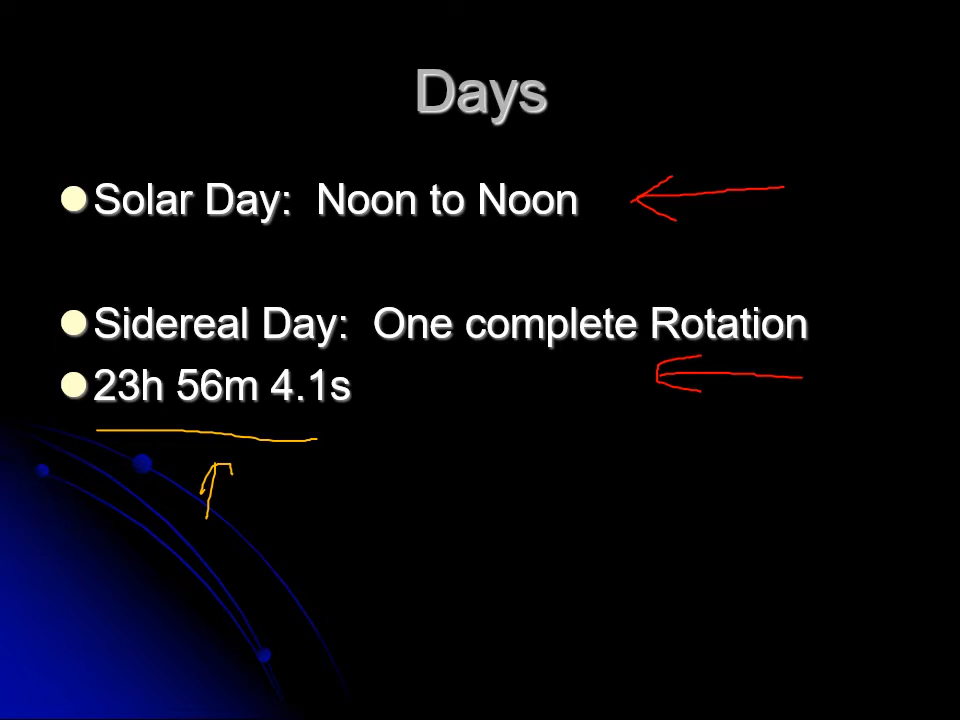 Days
Solar Day: Noon to Noon
Sidereal Day: One complete Rotation
23h 56m 4.1s